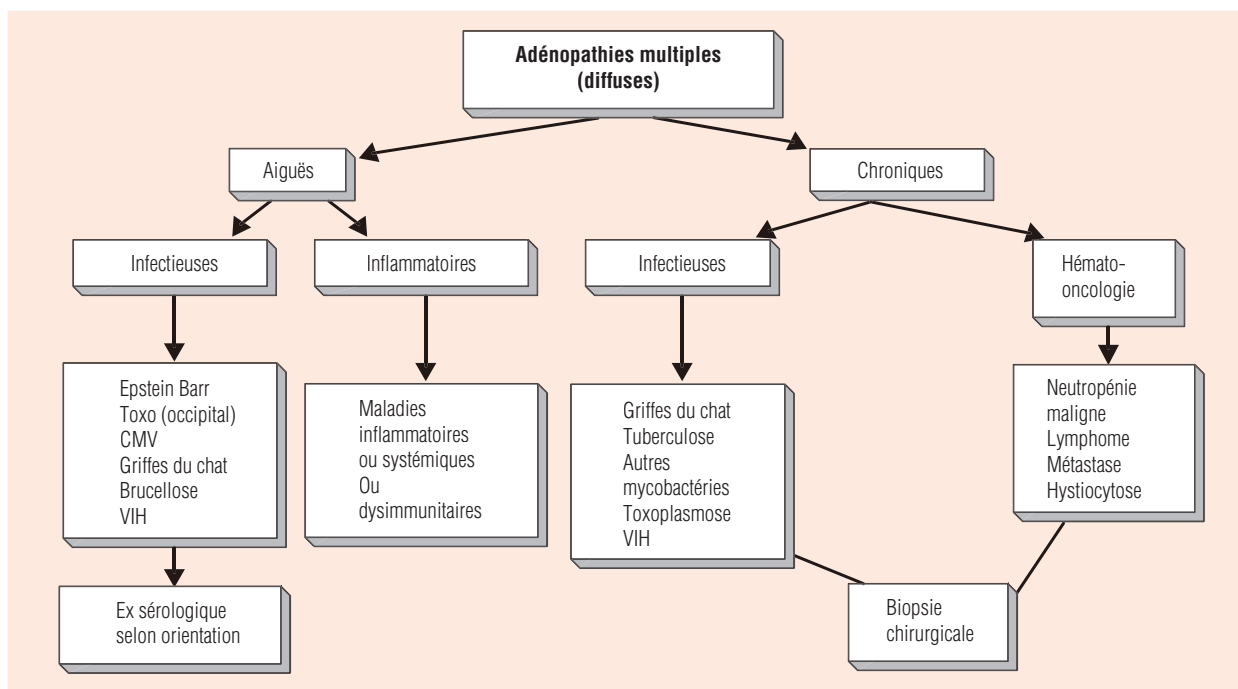 Adénopathies multiples
(diffuses)
Aiguës
Chroniques
Infectieuses
Inflammatoires
Infectieuses
Hémato-
oncologie
Epstein Barr
Toxo (occipital)
CMV
Griffes du chat
Brucellose
VIH
Maladies
inflammatoires
ou systémiques
Ou
dysimmunitaires
Griffes du chat
Tuberculose
Autres
mycobactéries
Toxoplasmose
VIH
Neutropénie
maligne
Lymphome
Métastase
Hystiocytose
Ex sérologique
selon orientation
Biopsie
chirurgicale